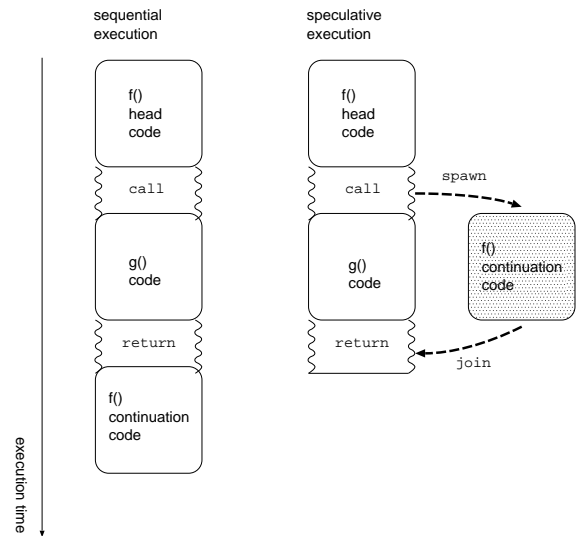 sequential
execution
speculative
execution
f()
head
code
call
g()
code
return
f()
continuation
code
f()
head
code
call
spawn
g()
code
f()
continuation
code
return
join
execution time